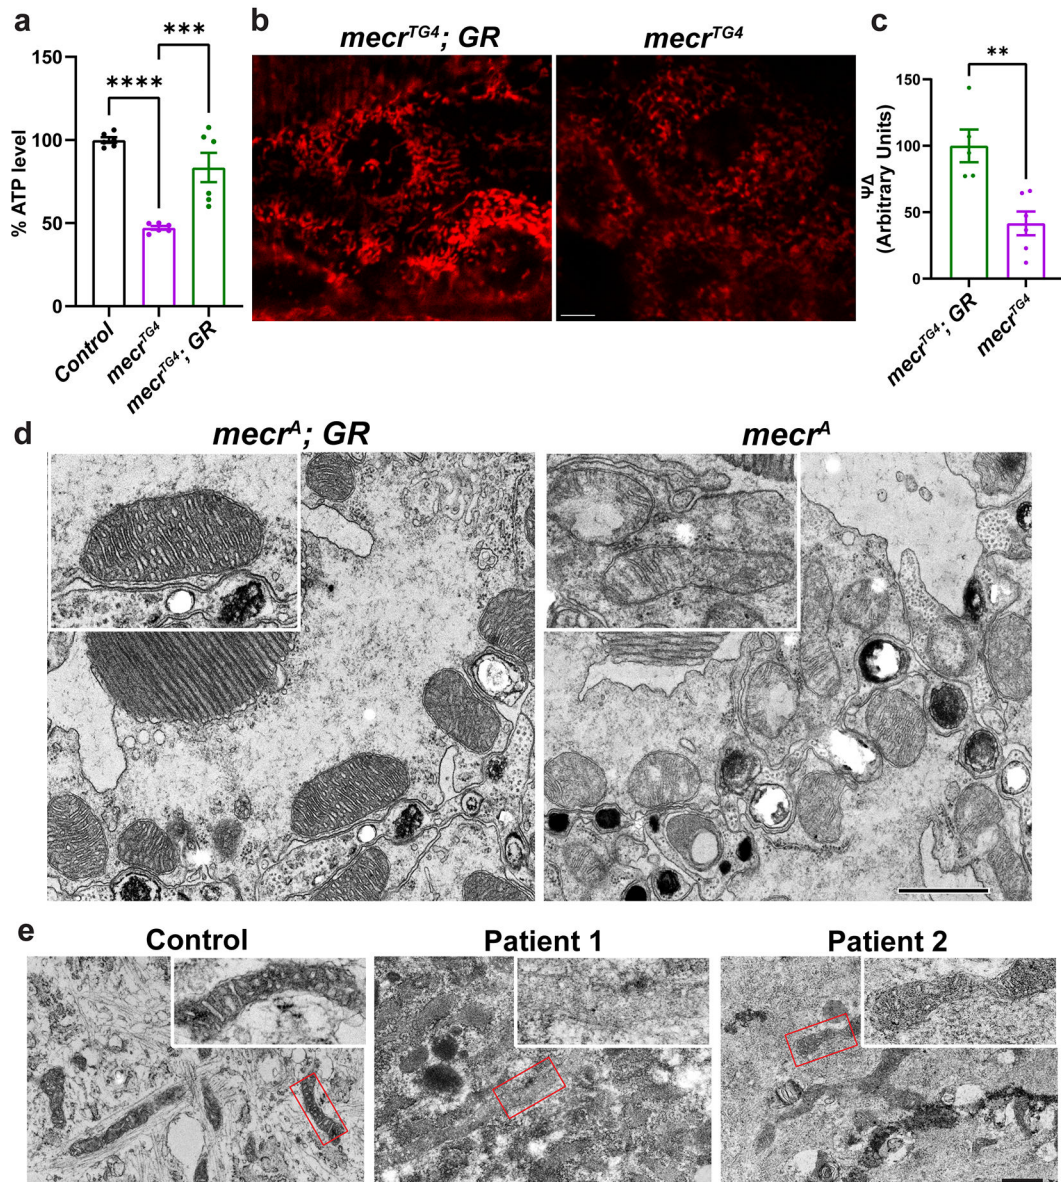 a
****
***
% ATP level
150
100
50
0
Control
mecrTG4
mecrTG4; GR
b
mecrTG4; GR
mecrTG4
c
**
ΨΔ
(Arbitrary Units)
150
100
50
0
mecrTG4; GR
mecrTG4
d
mecrA; GR
mecrA
e
Control
Patient 1
Patient 2